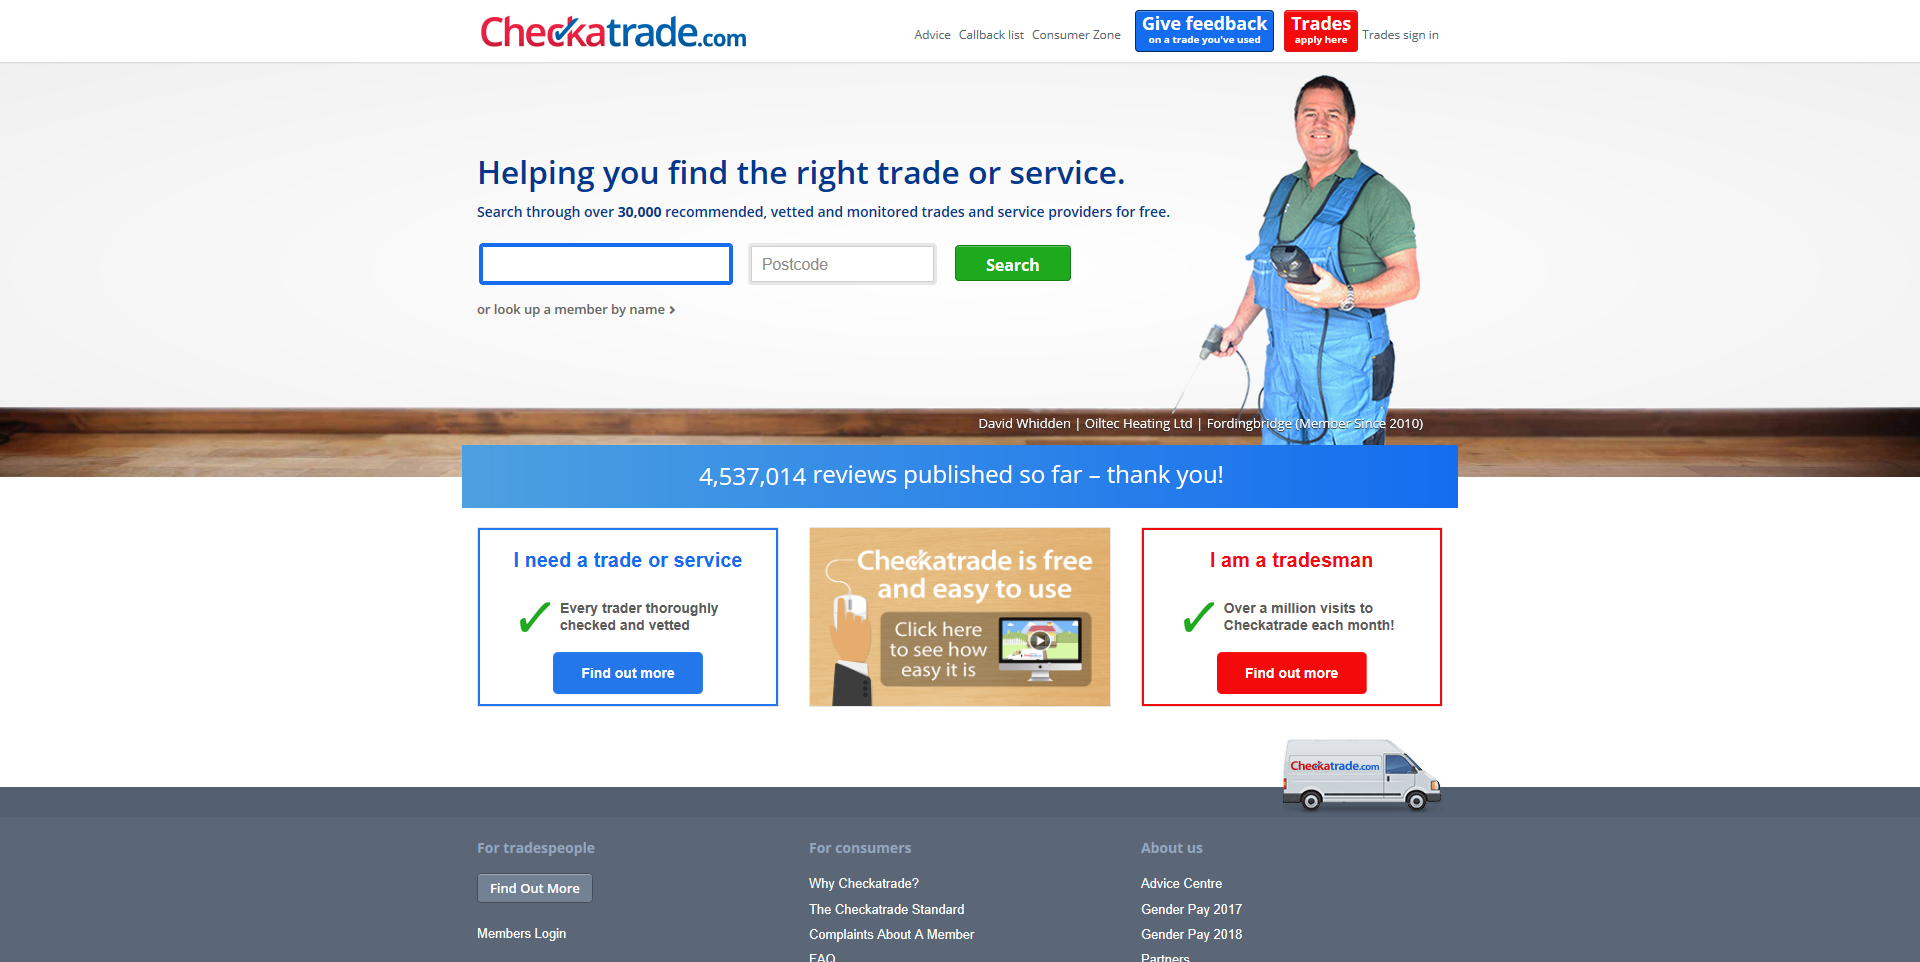 Checkatrade.com
Advice
Callback list
Consumer Zone
Give feedback
on a trade you've used
Trades
apply here
Trades sign in
Helping you find the right trade or service.
Search through over 30,000 recommended, vetted and monitored trades and service providers for free.
Postcode
Search
or look up a member by name
David Whidden | Oiltec Heating Ltd | Fordingbridge (Member Since 2010)
4,537,014 reviews published so far – thank you!
I need a trade or service
Every trader thoroughly
checked and vetted
Find out more
Checkatrade is free
and easy to use
Click here
to see how
easy it is
I am a tradesman
Over a million visits to
Checkatrade each month!
Find out more
Checkatrade.com
For tradespeople
Find Out More
Members Login
For consumers
Why Checkatrade?
The Checkatrade Standard
Complaints About A Member
FAQ
About us
Advice Centre
Gender Pay 2017
Gender Pay 2018
Partners